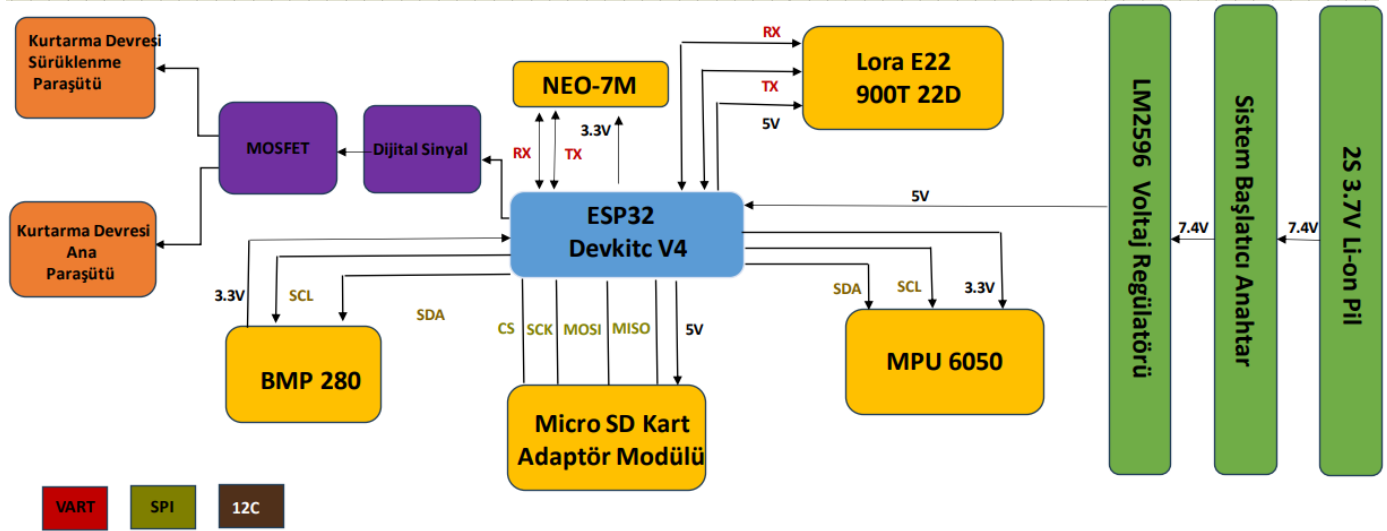 Kurtarma Devresi
Sürüklenme
Paraşütü
MOSFET
Dijital Sinyal
Kurtarma Devresi
Ana
Paraşütü
NEO-7M
RX
TX
3.3V
RX
TX
5V
Lora E22
900T 22D
ESP32
Devkitc V4
5V
LM2596 Voltaj Regülatörü
7.4V
Sistem Başlatıcı Anahtar
7.4V
2S 3.7V Li-on Pil
3.3V
SCL
SDA
BMP 280
CS
SCK
MOSI
MISO
5V
Micro SD Kart
Adaptör Modülü
SDA
SCL
3.3V
MPU 6050
VART
SPI
12C